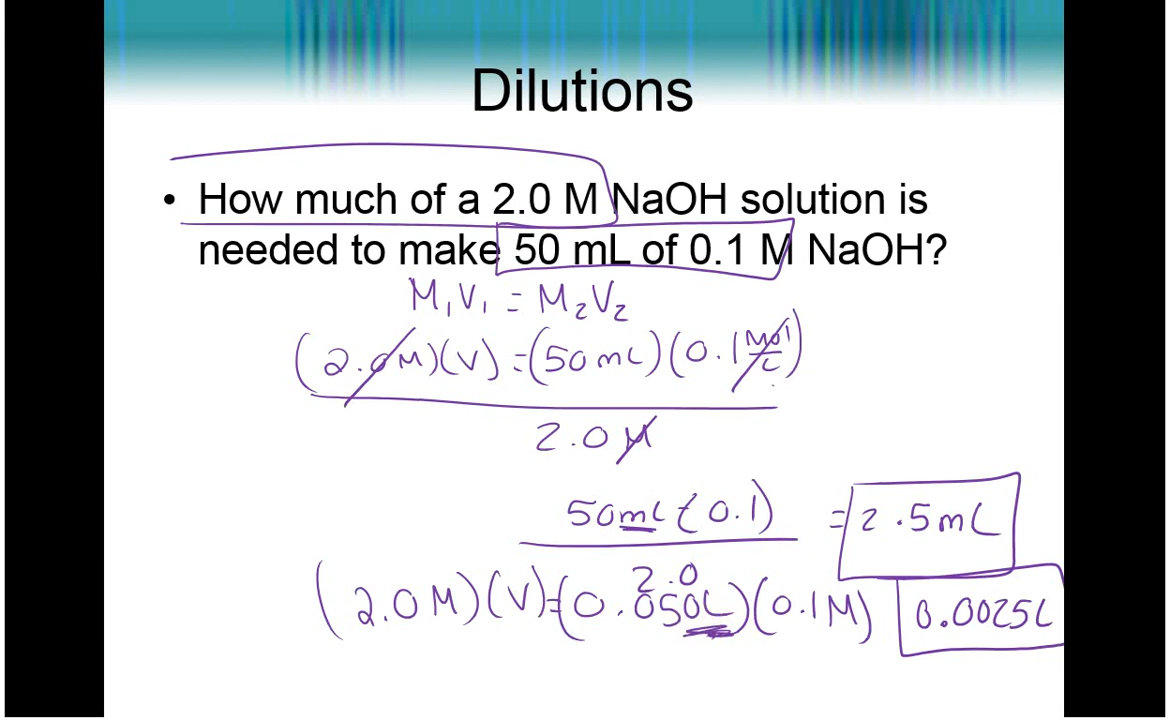 Dilutions
• How much of a 2.0 M NaOH solution is
needed to make 50 mL of 0.1 M NaOH?
M₁V₁ = M₂V₂
(2.0M)(V) = (50mL)(0.1 mol/L)
2.0 M
50mL (0.1) = 2.5mL
2.0
(2.0M)(V) = (0.050L)(0.1M) 0.0025L